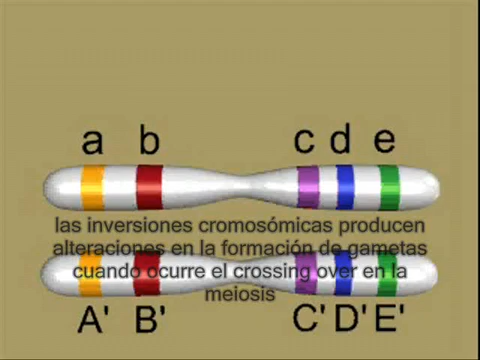 a b c d e
las inversiones cromosómicas producen
alteraciones en la formación de gametas
cuando ocurre el crossing over en la
meiosis
A' B' C' D' E'